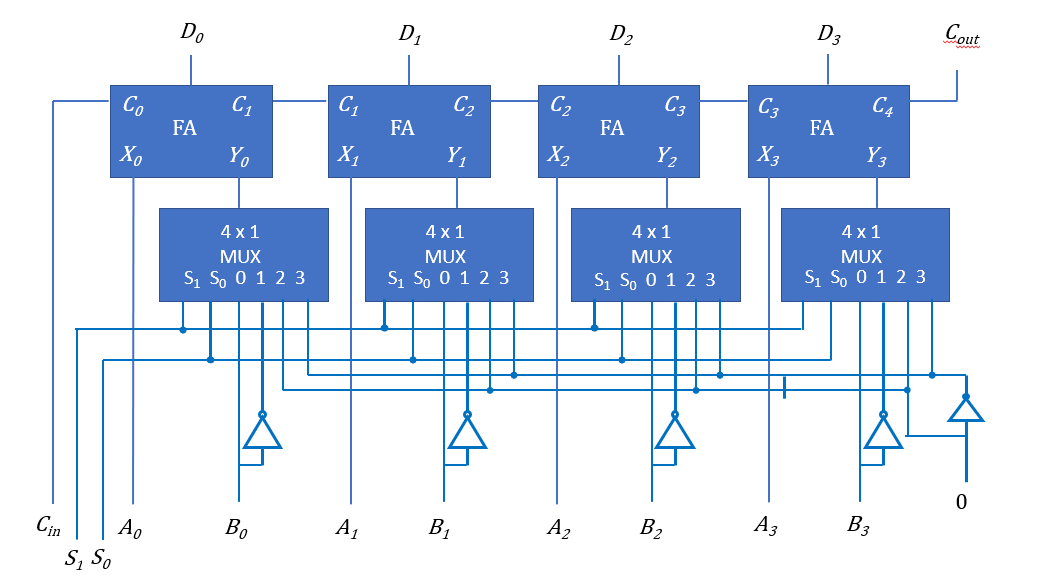 D0 D1 D2 D3 Cout
C0 C1 C1 C2 C2 C3 C3 C4
FA FA FA FA
X0 Y0 X1 Y1 X2 Y2 X3 Y3
4 x 1 4 x 1 4 x 1 4 x 1
MUX MUX MUX MUX
S1 S0 0 1 2 3 S1 S0 0 1 2 3 S1 S0 0 1 2 3 S1 S0 0 1 2 3
0
Cin A0 B0 A1 B1 A2 B2 A3 B3
S1 S0